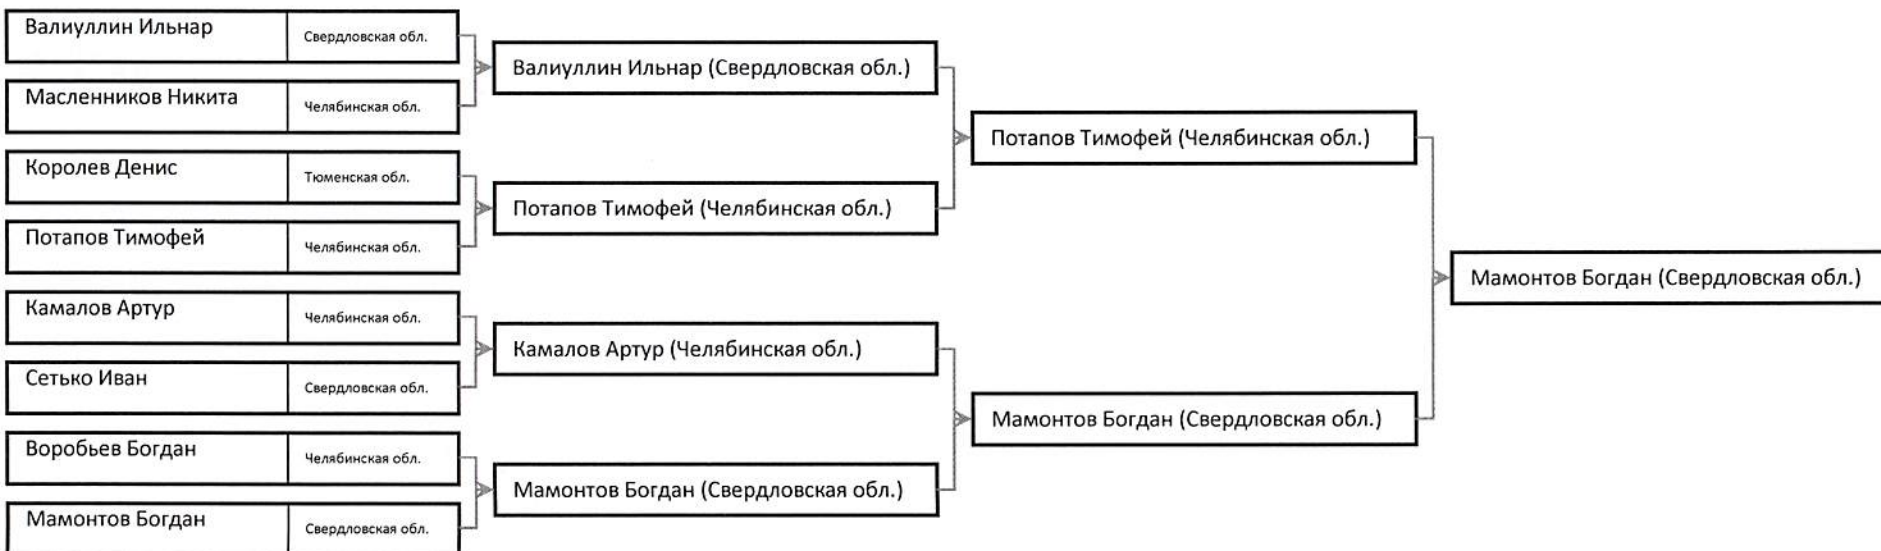 Валиуллин Ильнар
Свердловская обл.
Масленников Никита
Челябинская обл.
Королев Денис
Тюменская обл.
Потапов Тимофей
Челябинская обл.
Камалов Артур
Челябинская обл.
Сетько Иван
Свердловская обл.
Воробьев Богдан
Челябинская обл.
Мамонтов Богдан
Свердловская обл.
Валиуллин Ильнар (Свердловская обл.)
Потапов Тимофей (Челябинская обл.)
Камалов Артур (Челябинская обл.)
Мамонтов Богдан (Свердловская обл.)
Потапов Тимофей (Челябинская обл.)
Мамонтов Богдан (Свердловская обл.)
Мамонтов Богдан (Свердловская обл.)